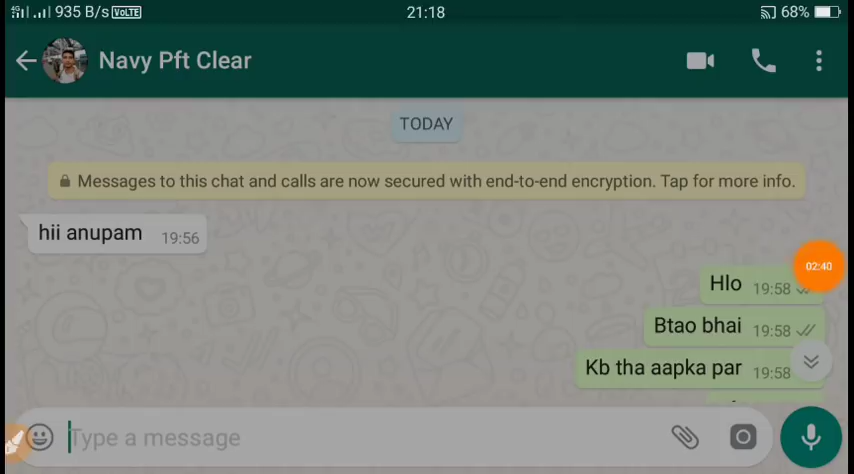 4G 935 B/s VoLTE 21:18 68%
Navy Pft Clear
TODAY
Messages to this chat and calls are now secured with end-to-end encryption. Tap for more info.
hii anupam 19:56
Hlo 19:58
02:40
Btao bhai 19:58
Kb tha aapka par 19:58
Type a message